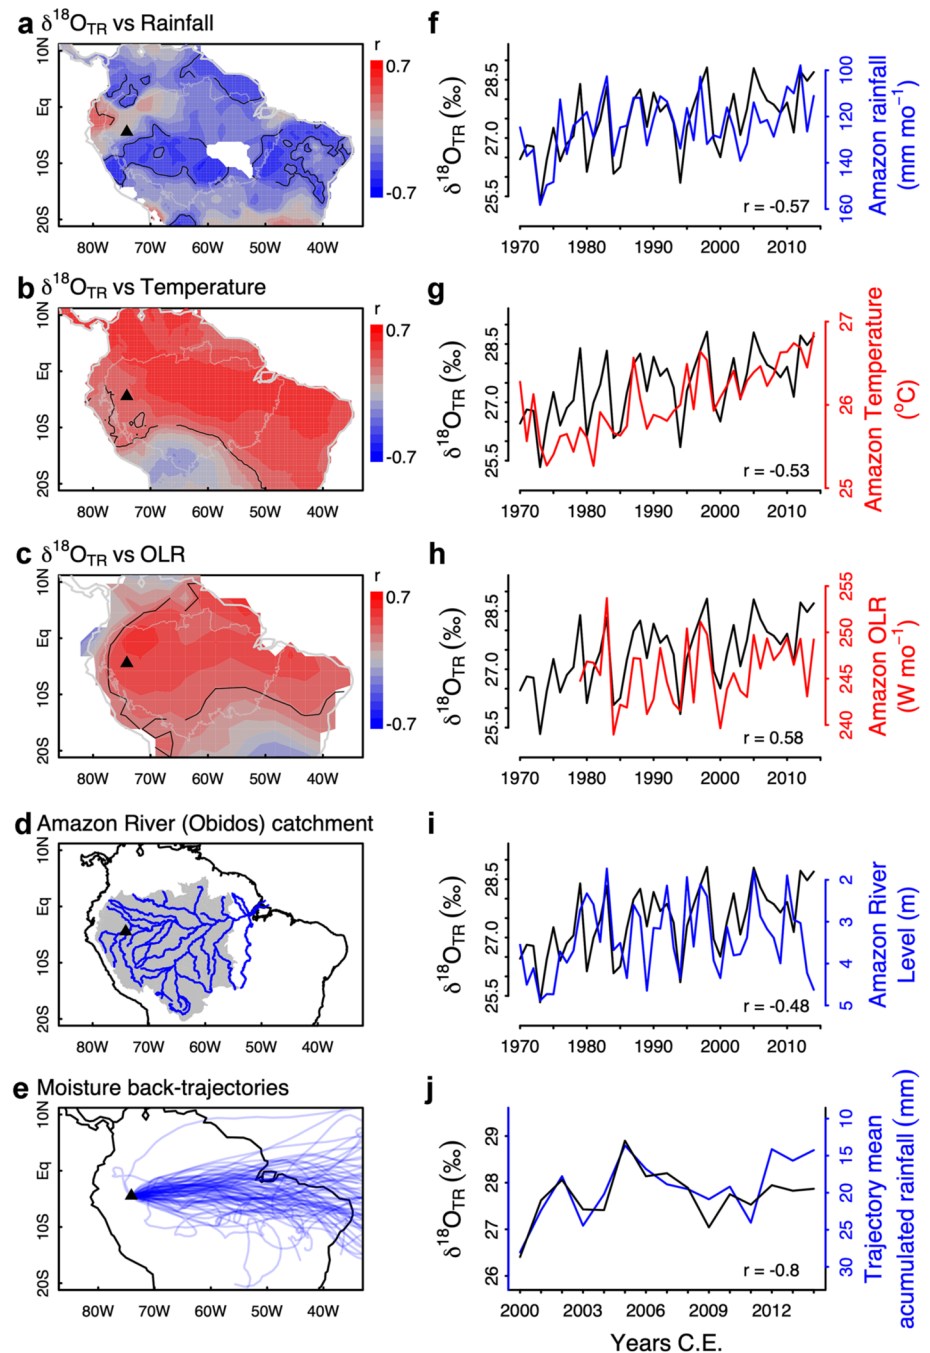 a δ18OTR vs Rainfall
10N
Eq
10S
20S
80W 70W 60W 50W 40W
r
0.7
-0.7
f
δ18OTR (‰)
25.5 27.0 28.5
1970 1980 1990 2000 2010
r = -0.57
100
120
140
160
Amazon rainfall
(mm mo−1)
b δ18OTR vs Temperature
10N
Eq
10S
20S
80W 70W 60W 50W 40W
r
0.7
-0.7
g
δ18OTR (‰)
25.5 27.0 28.5
1970 1980 1990 2000 2010
r = -0.53
25 26 27
Amazon Temperature
(oC)
c δ18OTR vs OLR
10N
Eq
10S
20S
80W 70W 60W 50W 40W
r
0.7
-0.7
h
δ18OTR (‰)
25.5 27.0 28.5
1970 1980 1990 2000 2010
r = 0.58
240 245 250 255
Amazon OLR
(W mo−1)
d Amazon River (Obidos) catchment
10N
Eq
10S
20S
80W 70W 60W 50W 40W
i
δ18OTR (‰)
25.5 27.0 28.5
1970 1980 1990 2000 2010
r = -0.48
2
3
4
5
Amazon River
Level (m)
e Moisture back-trajectories
10N
Eq
10S
20S
80W 70W 60W 50W 40W
j
δ18OTR (‰)
26 27 28 29
2000 2003 2006 2009 2012
r = -0.8
10
15
20
25
30
Trajectory mean
acumulated rainfall (mm)
Years C.E.